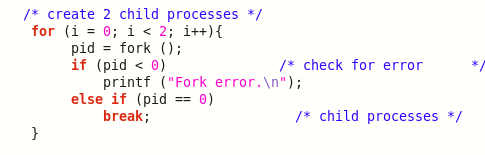 /* create 2 child processes */
for (i = 0; i < 2; i++){
pid = fork ();
if (pid < 0) /* check for error */
printf ("Fork error.\n");
else if (pid == 0)
break; /* child processes */
}